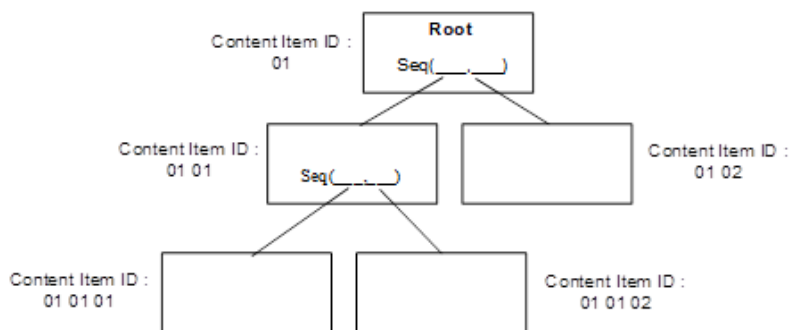 Root
Content Item ID :
01
Seq(___,___)
Content Item ID :
01 01
Seq(___,___)
Content Item ID :
01 02
Content Item ID :
01 01 01
Content Item ID :
01 01 02